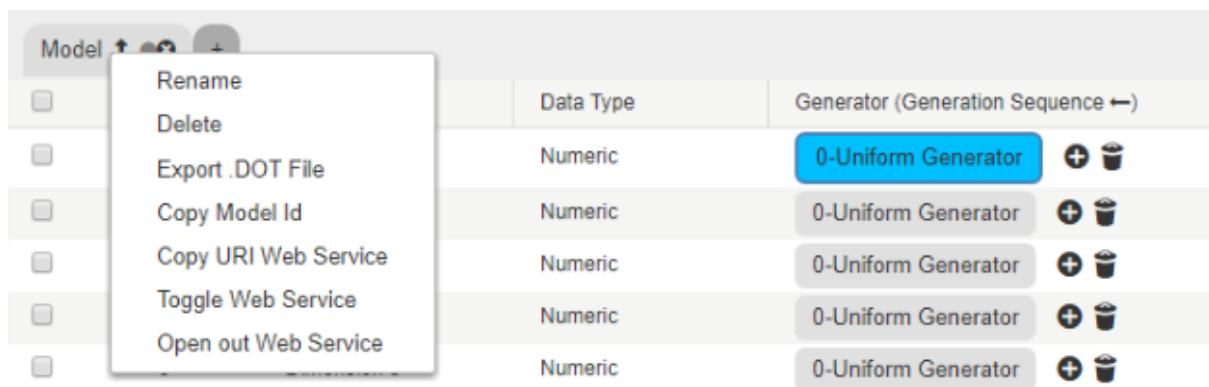 Model +
Rename
Data Type Generator (Generation Sequence ←)
Delete
Numeric 0-Uniform Generator
Export .DOT File
Copy Model Id
Numeric 0-Uniform Generator
Copy URI Web Service
Numeric 0-Uniform Generator
Toggle Web Service
Numeric 0-Uniform Generator
Open out Web Service
Numeric 0-Uniform Generator